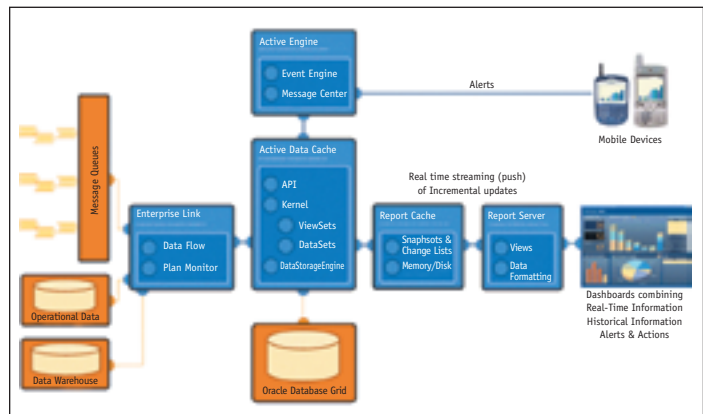 Active Engine
Event Engine
Message Center
Alerts
Mobile Devices
Message Queues
Active Data Cache
API
Kernel
ViewSets
DataSets
DataStorageEngine
Real time streaming (push)
of Incremental updates
Enterprise Link
Data Flow
Plan Monitor
Report Cache
Snaphsots &
Change Lists
Memory/Disk
Report Server
Views
Data
Formatting
Operational Data
Data Warehouse
Oracle Database Grid
Dashboards combining
Real-Time Information
Historical Information
Alerts & Actions